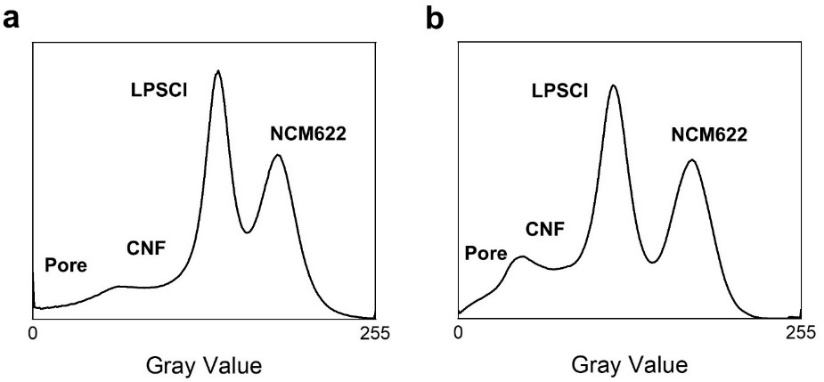 a
LPSCl
NCM622
CNF
Pore
0
255
Gray Value
b
LPSCl
NCM622
CNF
Pore
0
255
Gray Value